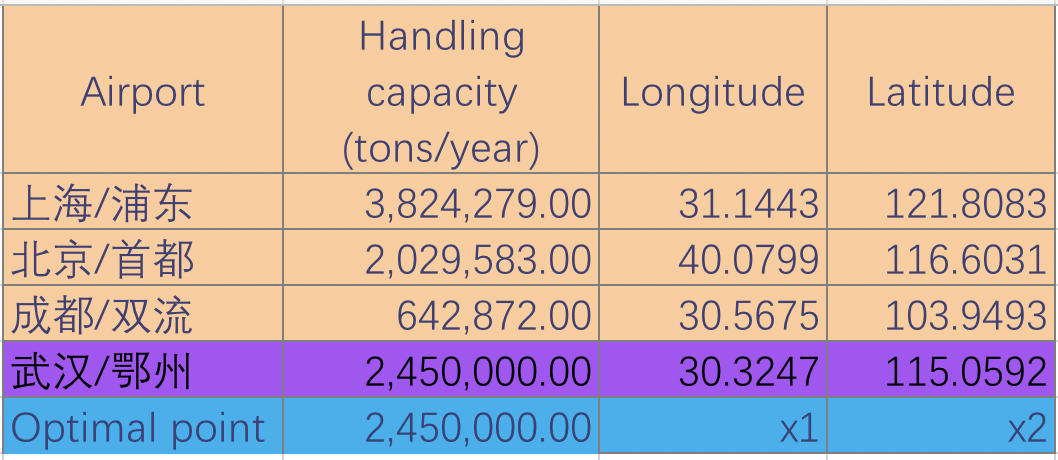 Airport Handling capacity (tons/year) Longitude Latitude
上海/浦东 3,824,279.00 31.1443 121.8083
北京/首都 2,029,583.00 40.0799 116.6031
成都/双流 642,872.00 30.5675 103.9493
武汉/鄂州 2,450,000.00 30.3247 115.0592
Optimal point 2,450,000.00 x1 x2